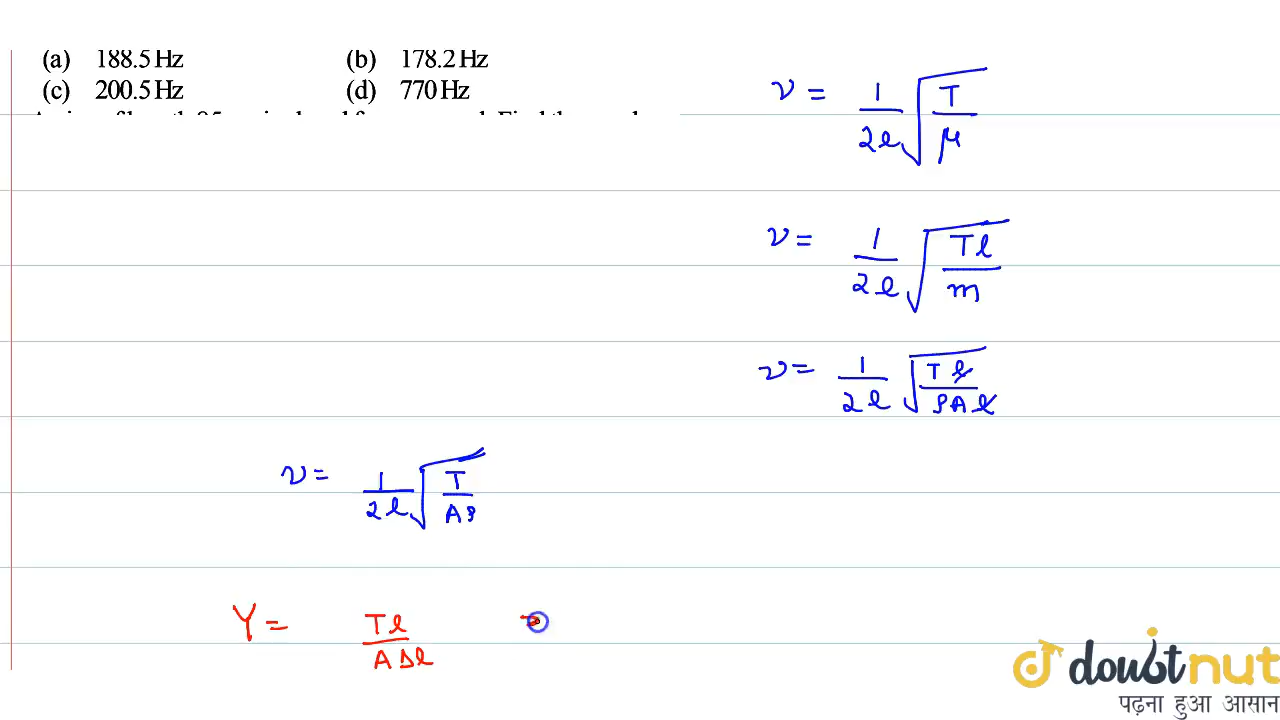 (a) 188.5 Hz (b) 178.2 Hz
(c) 200.5 Hz (d) 770 Hz
ν = 1/2l √(T/μ)
ν = 1/2l √(Tl/m)
ν = 1/2l √(Tl/ρAl)
ν = 1/2l √(T/Aρ)
Y = Tl/AΔl
doubtnut
पढ़ना हुआ आसान